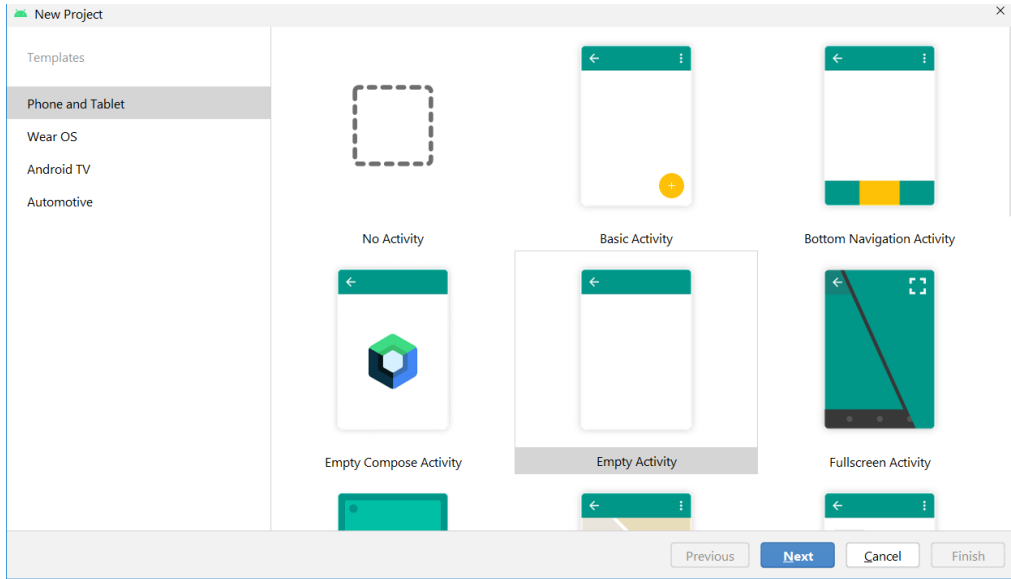 New Project
Templates
Phone and Tablet
Wear OS
Android TV
Automotive
No Activity
Basic Activity
Bottom Navigation Activity
Empty Compose Activity
Empty Activity
Fullscreen Activity
Previous
Next
Cancel
Finish